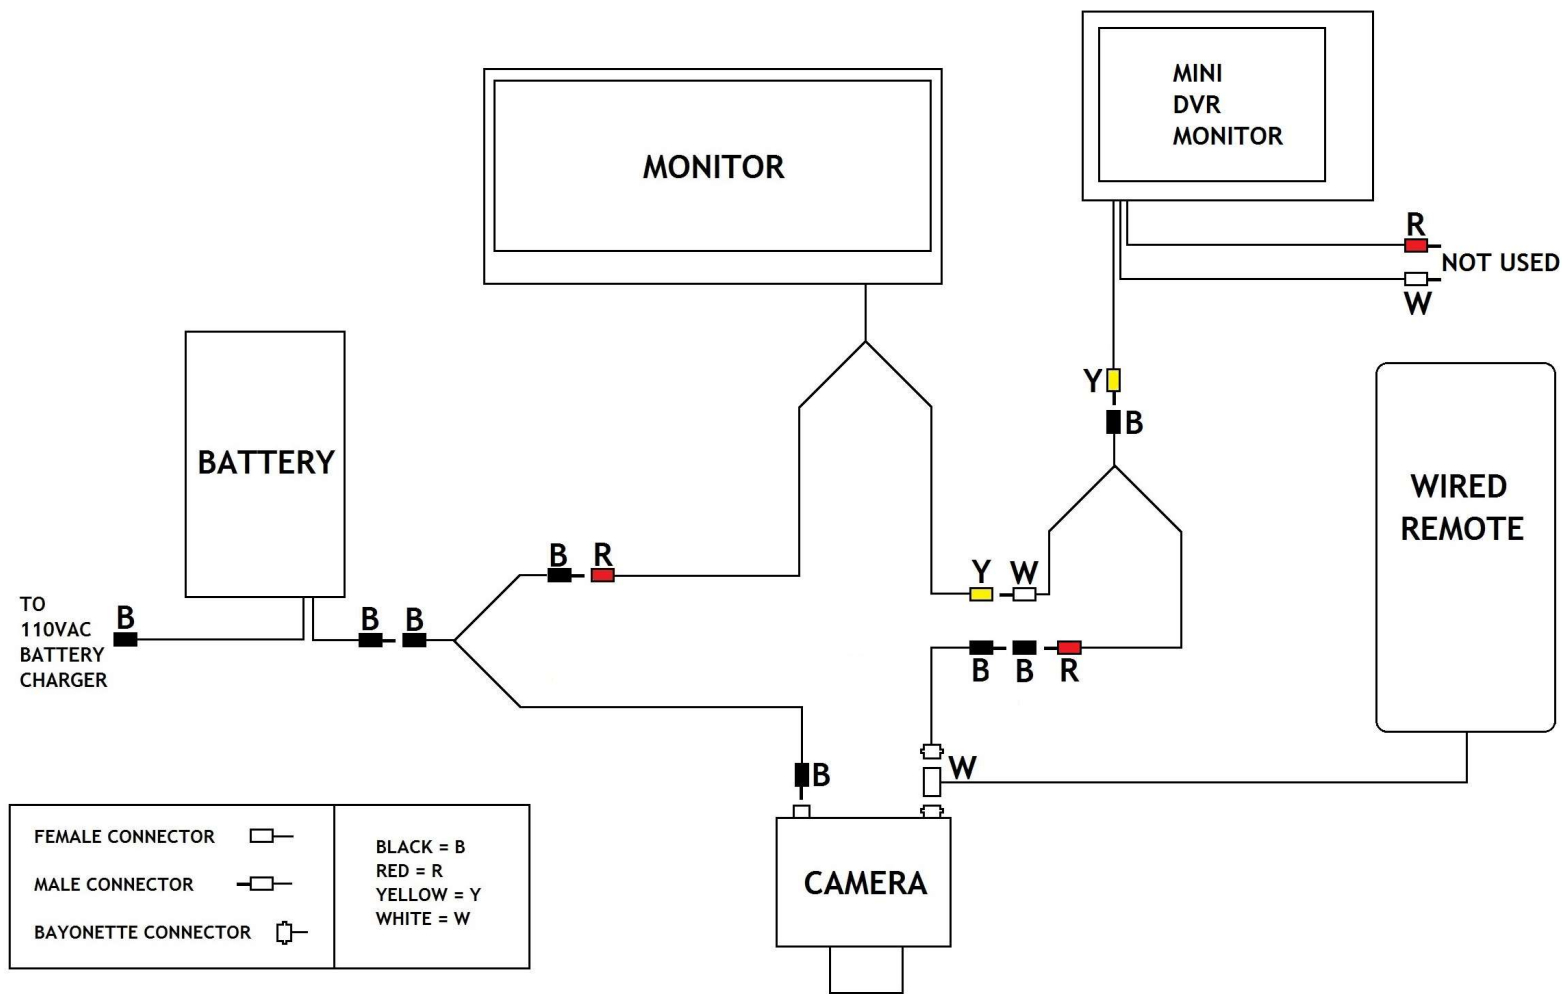 MINI
DVR
MONITOR
MONITOR
R
NOT USED
W
Y
B
BATTERY
WIRED
REMOTE
B R
Y W
TO
110VAC
BATTERY
CHARGER
B
B B
B B R
B
W
CAMERA
FEMALE CONNECTOR
MALE CONNECTOR
BAYONETTE CONNECTOR
BLACK = B
RED = R
YELLOW = Y
WHITE = W